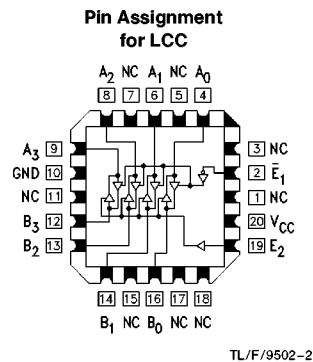 Pin Assignment
for LCC
A2 NC A1 NC A0
8 7 6 5 4
A3 9
GND 10
NC 11
B3 12
B2 13
3 NC
2 Ē1
1 NC
20 VCC
19 E2
14 15 16 17 18
B1 NC B0 NC NC
TL/F/9502-2